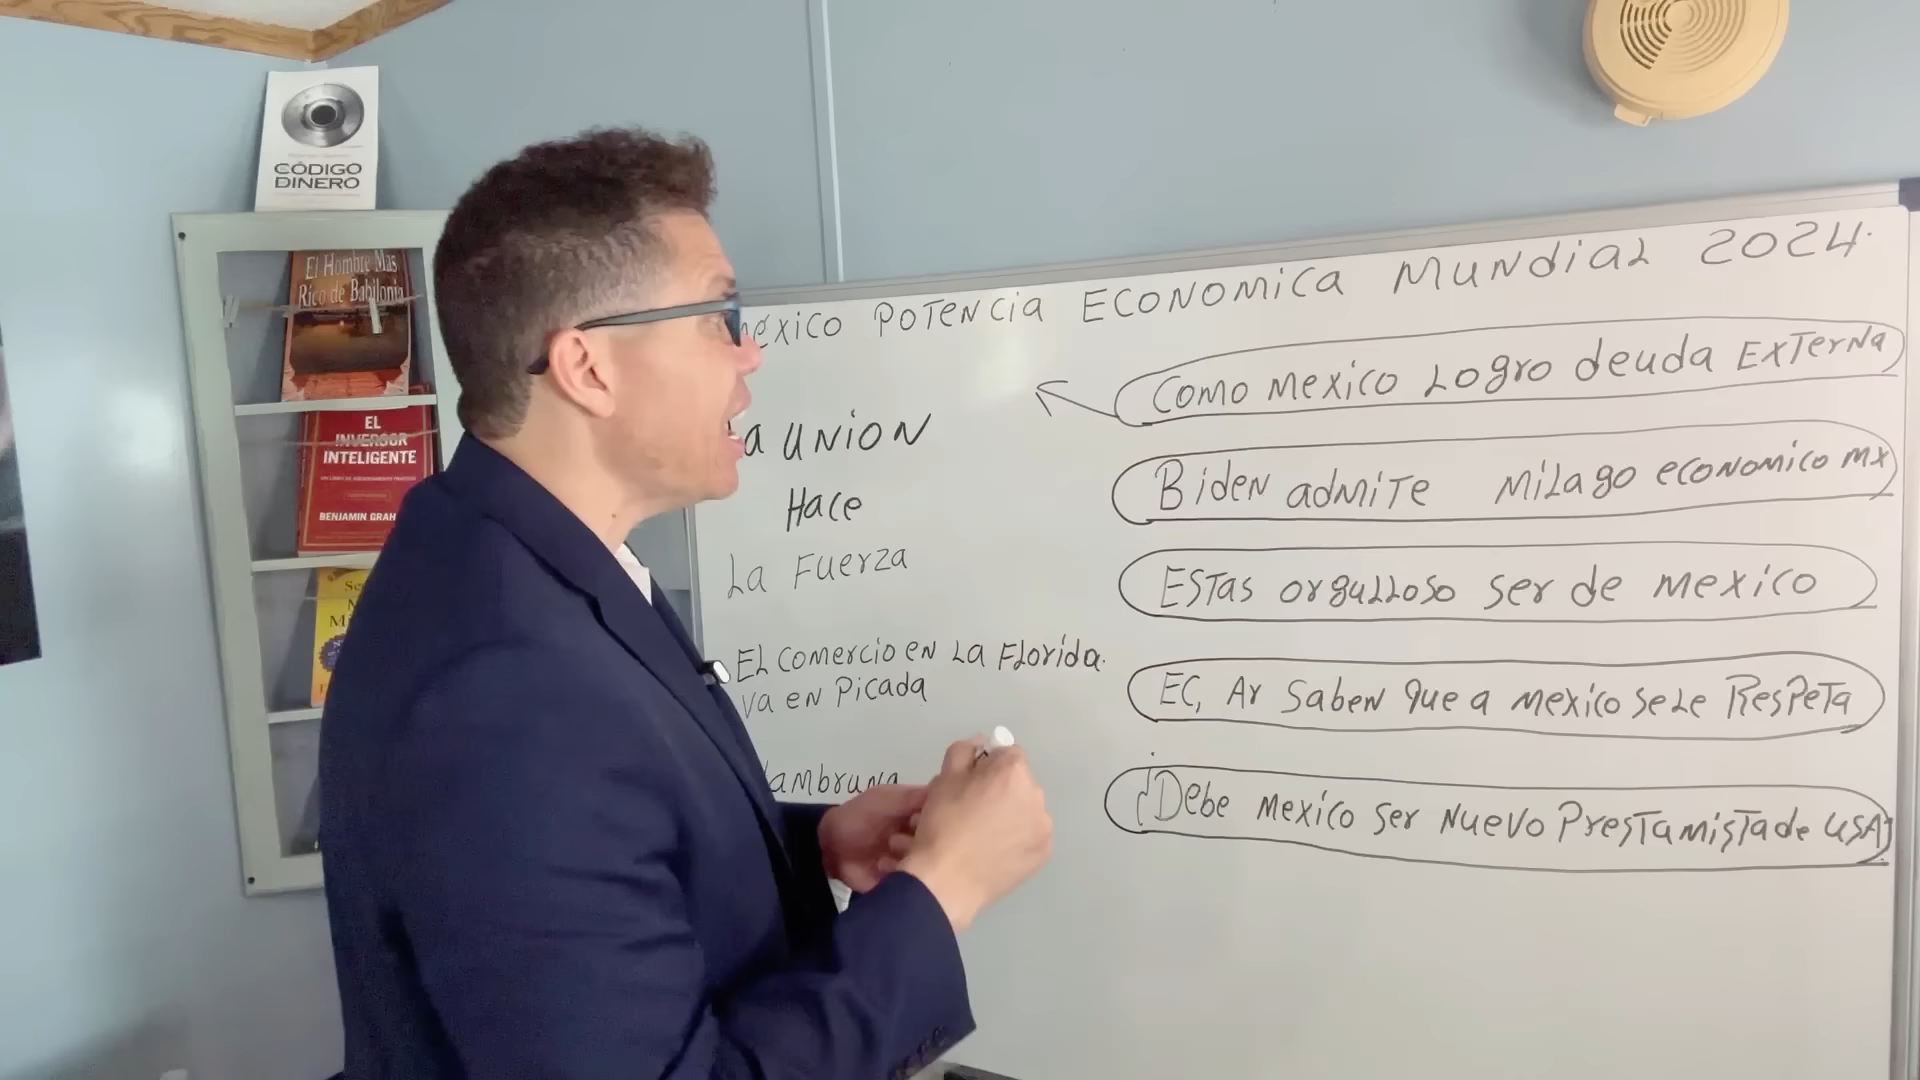 CÓDIGO
DINERO
El Hombre Mas
Rico de Babilonia
EL
INVERSOR
INTELIGENTE
BENJAMIN GRAH
mexico POTENCIA ECONOMICA MUNDIAL 2024.
La UNION
Hace
La FUERZA
EL COMERCIO EN LA FLORIDA.
VA EN PICADA
COMO MEXICO LOGRO deuda EXTERNA
BIDEN ADMITE MILAGO ECONOMICO MX
ESTAS ORGULLOSO SER DE MEXICO
EC, Ar SABEN QUE A MEXICO SE LE RESPETA
¿Debe MEXICO SER NUEVO PRESTAMISTA de USA?